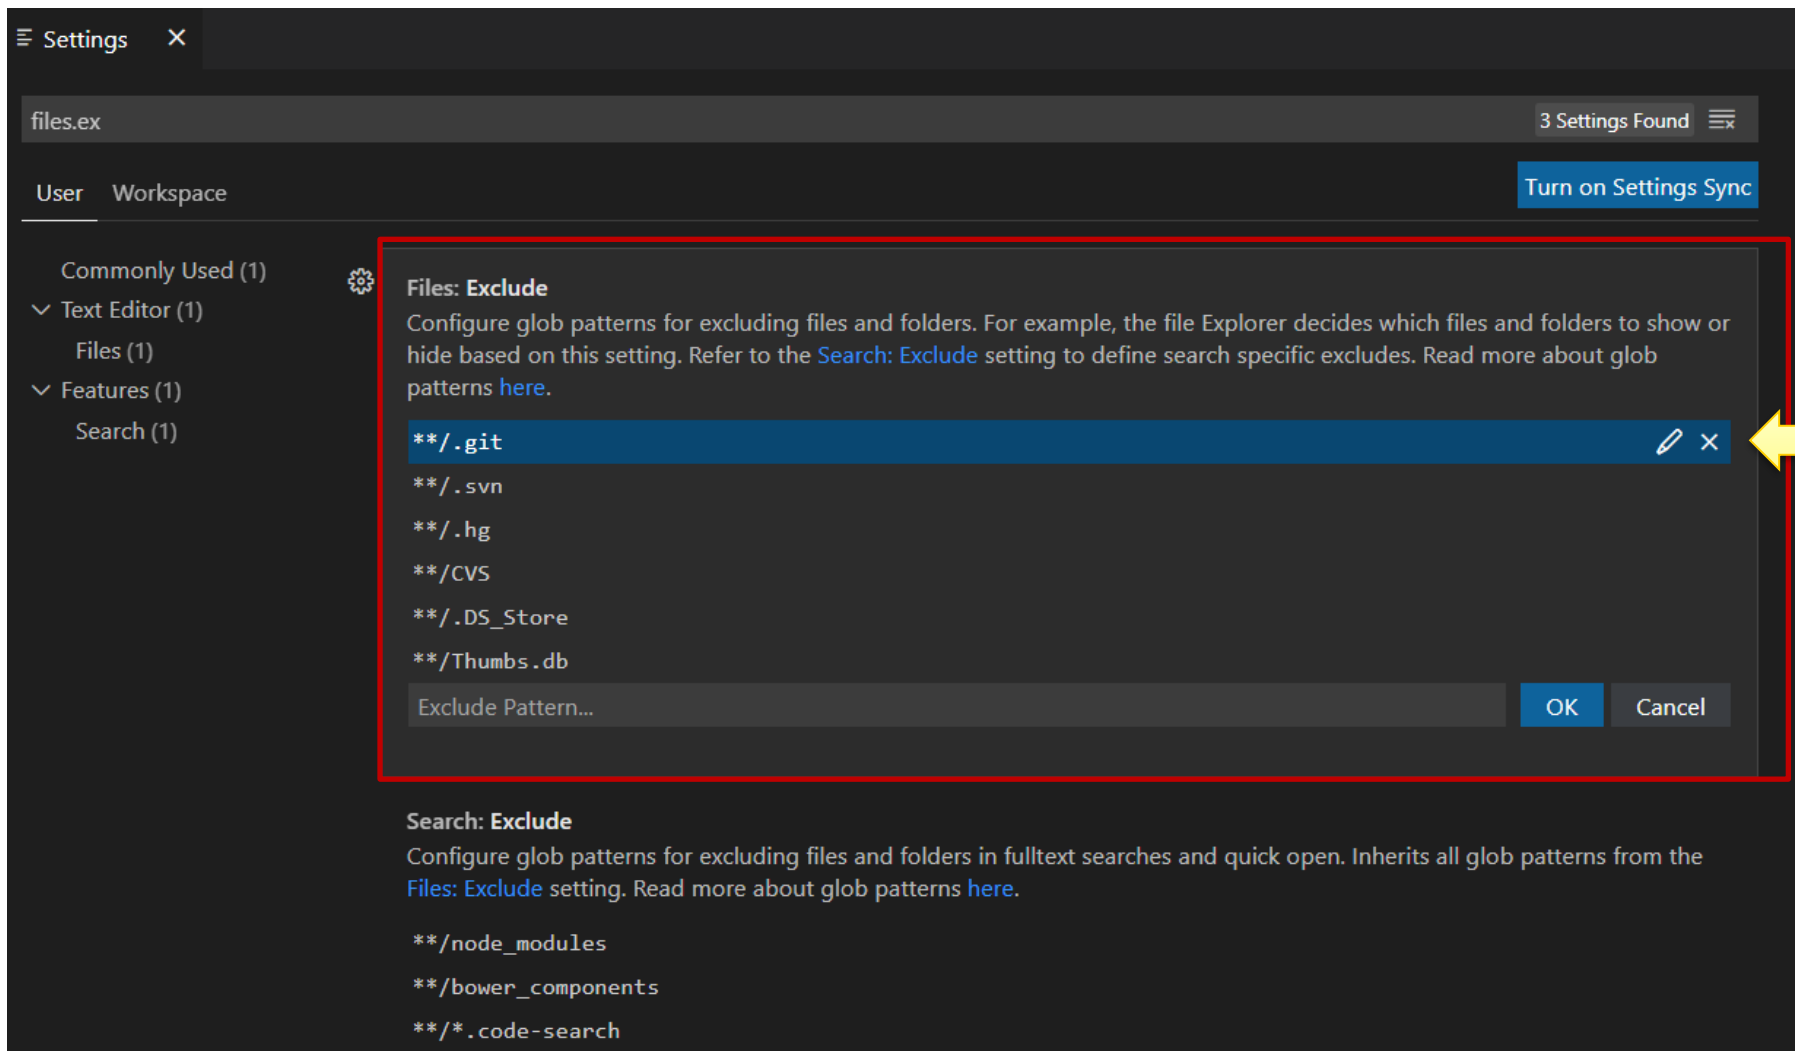 Settings
files.ex
3 Settings Found
User Workspace
Turn on Settings Sync
Commonly Used (1)
Text Editor (1)
Files (1)
Features (1)
Search (1)
Files: Exclude
Configure glob patterns for excluding files and folders. For example, the file Explorer decides which files and folders to show or
hide based on this setting. Refer to the Search: Exclude setting to define search specific excludes. Read more about glob
patterns here.
**/.git
**/.svn
**/.hg
**/CVS
**/.DS_Store
**/Thumbs.db
Exclude Pattern...
OK Cancel
Search: Exclude
Configure glob patterns for excluding files and folders in fulltext searches and quick open. Inherits all glob patterns from the
Files: Exclude setting. Read more about glob patterns here.
**/node_modules
**/bower_components
**/*.code-search